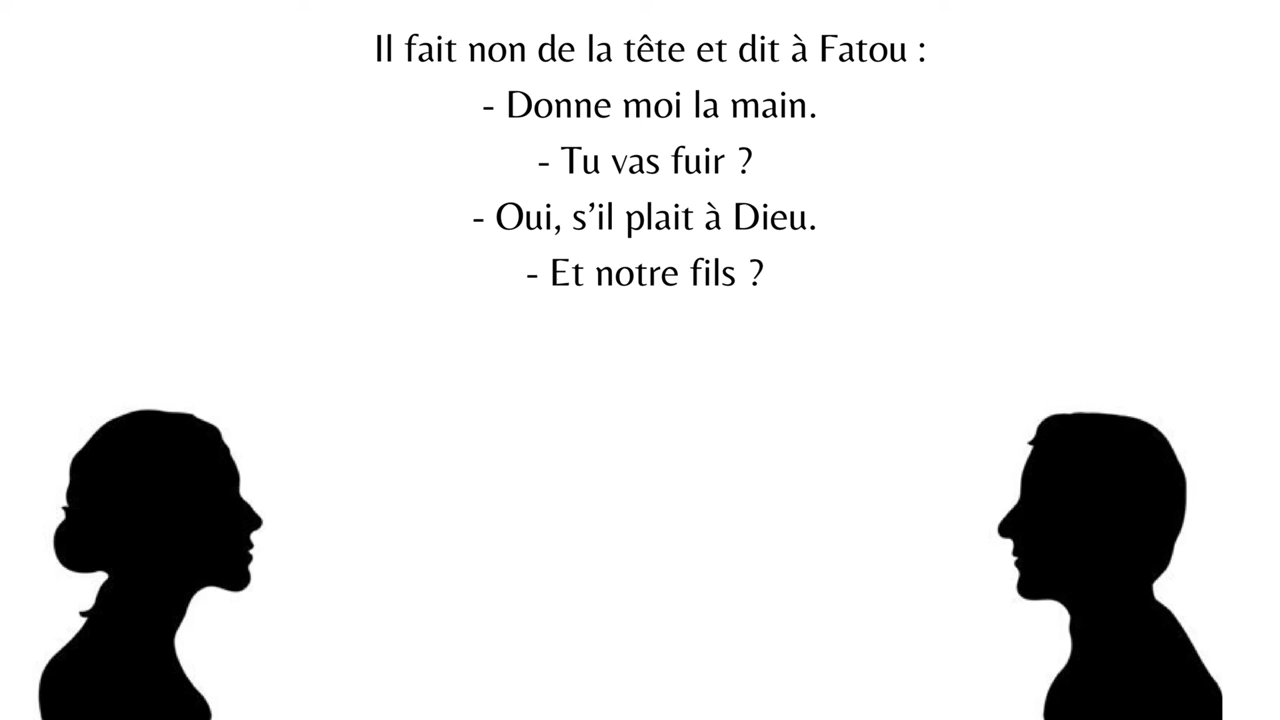 Il fait non de la tête et dit à Fatou :
- Donne moi la main.
- Tu vas fuir ?
- Oui, s’il plait à Dieu.
- Et notre fils ?